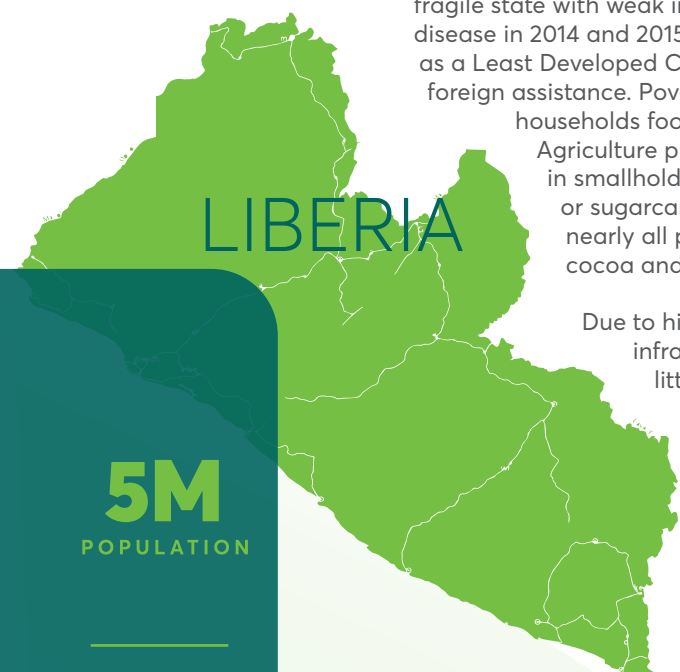 fragile state with weak
disease in 2014 and 2015
as a Least Developed
foreign assistance.
households
Agriculture
in
or
nearly all
cocoa and
Due to
LIBERIA
5M
POPULATION